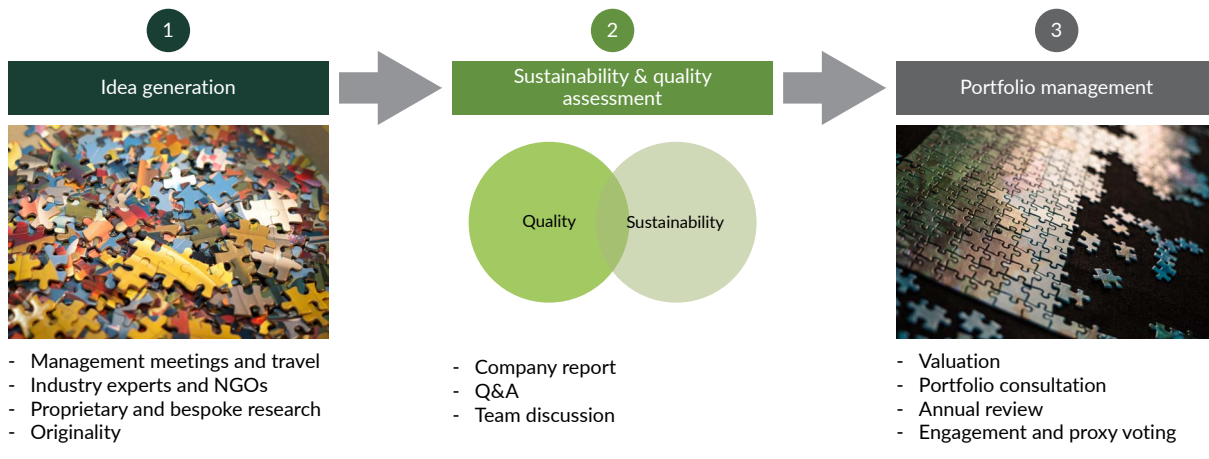 1
Idea generation
- Management meetings and travel
- Industry experts and NGOs
- Proprietary and bespoke research
- Originality
2
Sustainability & quality
assessment
Quality
Sustainability
- Company report
- Q&A
- Team discussion
3
Portfolio management
- Valuation
- Portfolio consultation
- Annual review
- Engagement and proxy voting